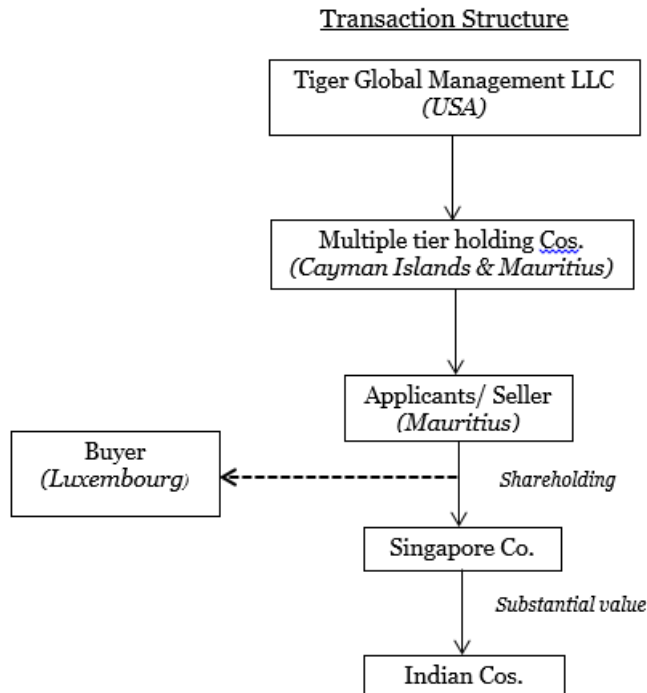 Transaction Structure
Tiger Global Management LLC
(USA)
Multiple tier holding Cos.
(Cayman Islands & Mauritius)
Applicants/ Seller
(Mauritius)
Buyer
(Luxembourg)
Shareholding
Singapore Co.
Substantial value
Indian Cos.